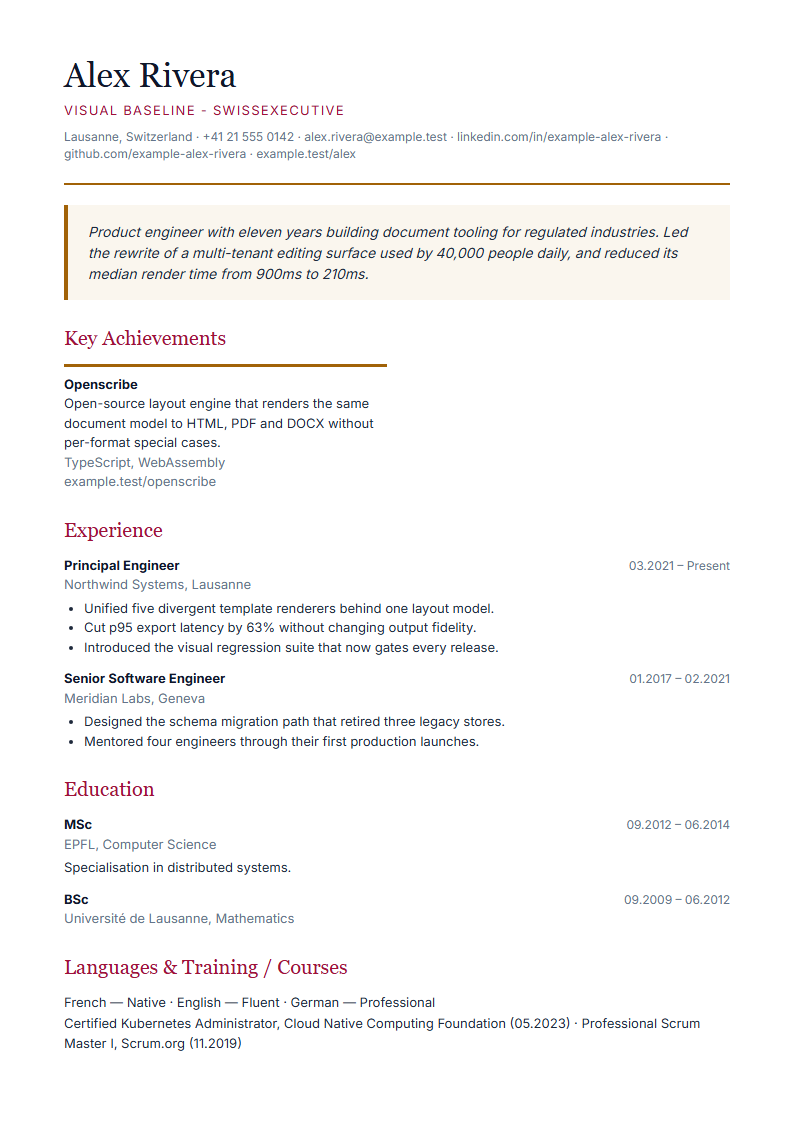 Alex Rivera
VISUAL BASELINE - SWISSEXECUTIVE
Lausanne, Switzerland · +41 21 555 0142 · alex.rivera@example.test · linkedin.com/in/example-alex-rivera ·
github.com/example-alex-rivera · example.test/alex
Product engineer with eleven years building document tooling for regulated industries. Led
the rewrite of a multi-tenant editing surface used by 40,000 people daily, and reduced its
median render time from 900ms to 210ms.
Key Achievements
Openscribe
Open-source layout engine that renders the same
document model to HTML, PDF and DOCX without
per-format special cases.
TypeScript, WebAssembly
example.test/openscribe
Experience
Principal Engineer 03.2021 – Present
Northwind Systems, Lausanne
• Unified five divergent template renderers behind one layout model.
• Cut p95 export latency by 63% without changing output fidelity.
• Introduced the visual regression suite that now gates every release.
Senior Software Engineer 01.2017 – 02.2021
Meridian Labs, Geneva
• Designed the schema migration path that retired three legacy stores.
• Mentored four engineers through their first production launches.
Education
MSc 09.2012 – 06.2014
EPFL, Computer Science
Specialisation in distributed systems.
BSc 09.2009 – 06.2012
Université de Lausanne, Mathematics
Languages & Training / Courses
French — Native · English — Fluent · German — Professional
Certified Kubernetes Administrator, Cloud Native Computing Foundation (05.2023) · Professional Scrum
Master I, Scrum.org (11.2019)